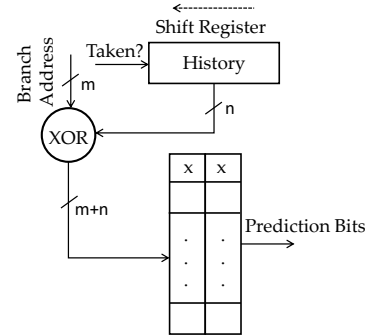 Shift Register
Taken?
History
Branch
Address
m
n
XOR
m+n
x x
. .
. .
. .
Prediction Bits